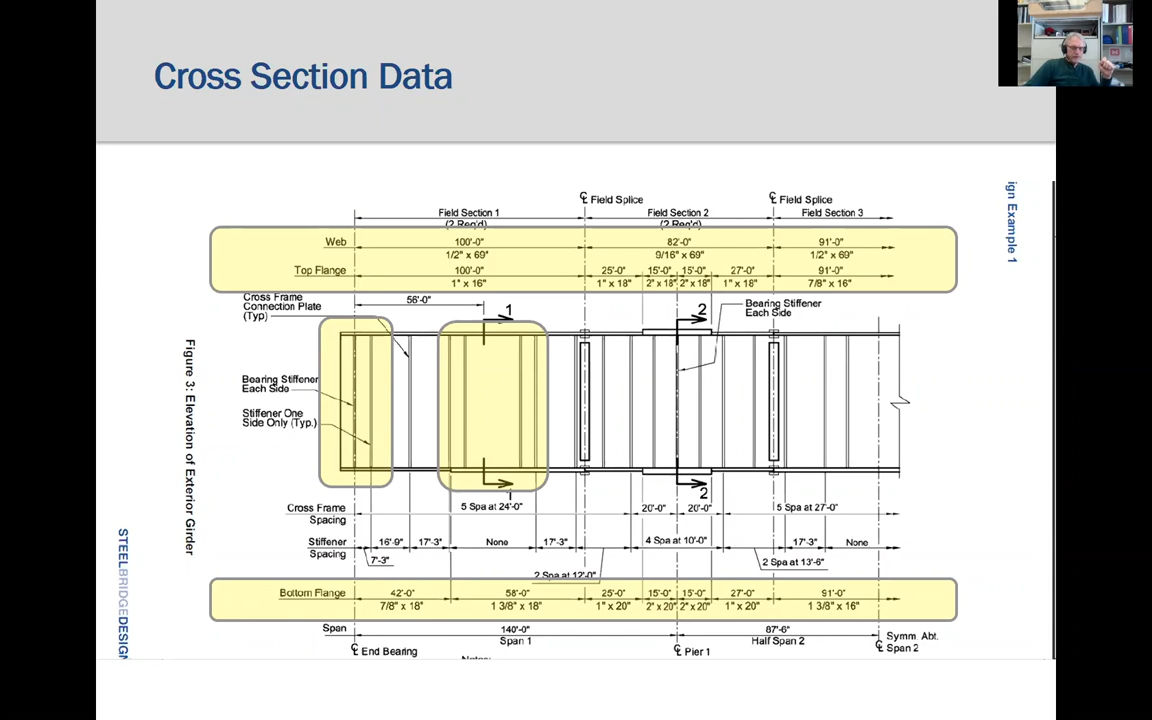 Cross Section Data
ign Example 1
℄ Field Splice ℄ Field Splice
Field Section 1 Field Section 2 Field Section 3
(2 Req'd) (2 Req'd)
Web 100'-0" 82'-0" 91'-0"
1/2" x 69" 9/16" x 69" 1/2" x 69"
Top Flange 100'-0" 25'-0" 15'-0" 15'-0" 27'-0" 91'-0"
1" x 16" 1" x 18" 2" x 18" 2" x 18" 1" x 18" 7/8" x 16"
Cross Frame
Connection Plate
(Typ)
56'-0"
1
2
Bearing Stiffener
Each Side
Bearing Stiffener
Each Side
Stiffener One
Side Only (Typ.)
1
2
Figure 3: Elevation of Exterior Girder
Cross Frame
Spacing
5 Spa at 24'-0" 20'-0" 20'-0" 5 Spa at 27'-0"
Stiffener
Spacing
16'-9" 17'-3" None 17'-3" 4 Spa at 10'-0" 17'-3" None
7'-3" 2 Spa at 12'-0" 2 Spa at 13'-6"
Bottom Flange 42'-0" 58'-0" 25'-0" 15'-0" 15'-0" 27'-0" 91'-0"
7/8" x 18" 1 3/8" x 18" 1" x 20" 2" x 20" 2" x 20" 1" x 20" 1 3/8" x 16"
Span 140'-0" 87'-6"
Span 1 Half Span 2
℄ End Bearing ℄ Pier 1
Symm. Abt.
℄ Span 2
Notes:
STEELBRIDGEDESIGN